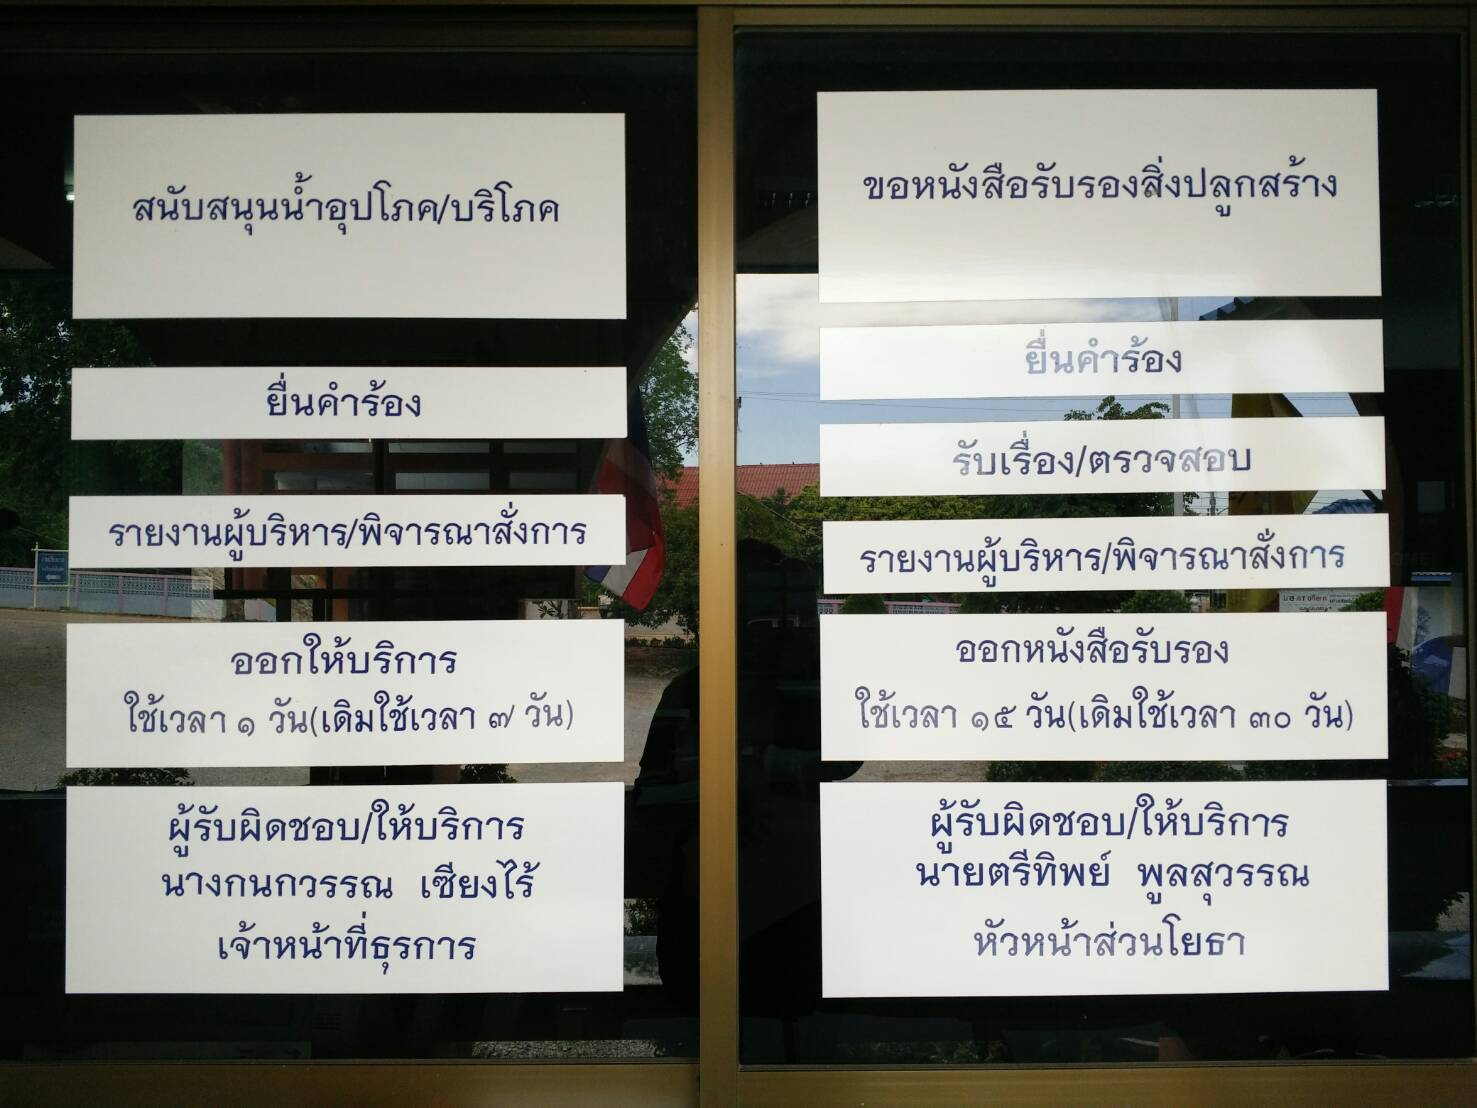 สนับสนุนน้ำอุปโภค/บริโภค
ยื่นคำร้อง
รายงานผู้บริหาร/พิจารณาสั่งการ
ออกให้บริการ
ใช้เวลา ๑ วัน(เดิมใช้เวลา ๗ วัน)
ผู้รับผิดชอบ/ให้บริการ
นางกนกวรรณ เซียงไร้
เจ้าหน้าที่ธุรการ
ขอหนังสือรับรองสิ่งปลูกสร้าง
ยื่นคำร้อง
รับเรื่อง/ตรวจสอบ
รายงานผู้บริหาร/พิจารณาสั่งการ
ออกหนังสือรับรอง
ใช้เวลา ๑๕ วัน(เดิมใช้เวลา ๓๐ วัน)
ผู้รับผิดชอบ/ให้บริการ
นายตรีทิพย์ พูลสุวรรณ
หัวหน้าส่วนโยธา